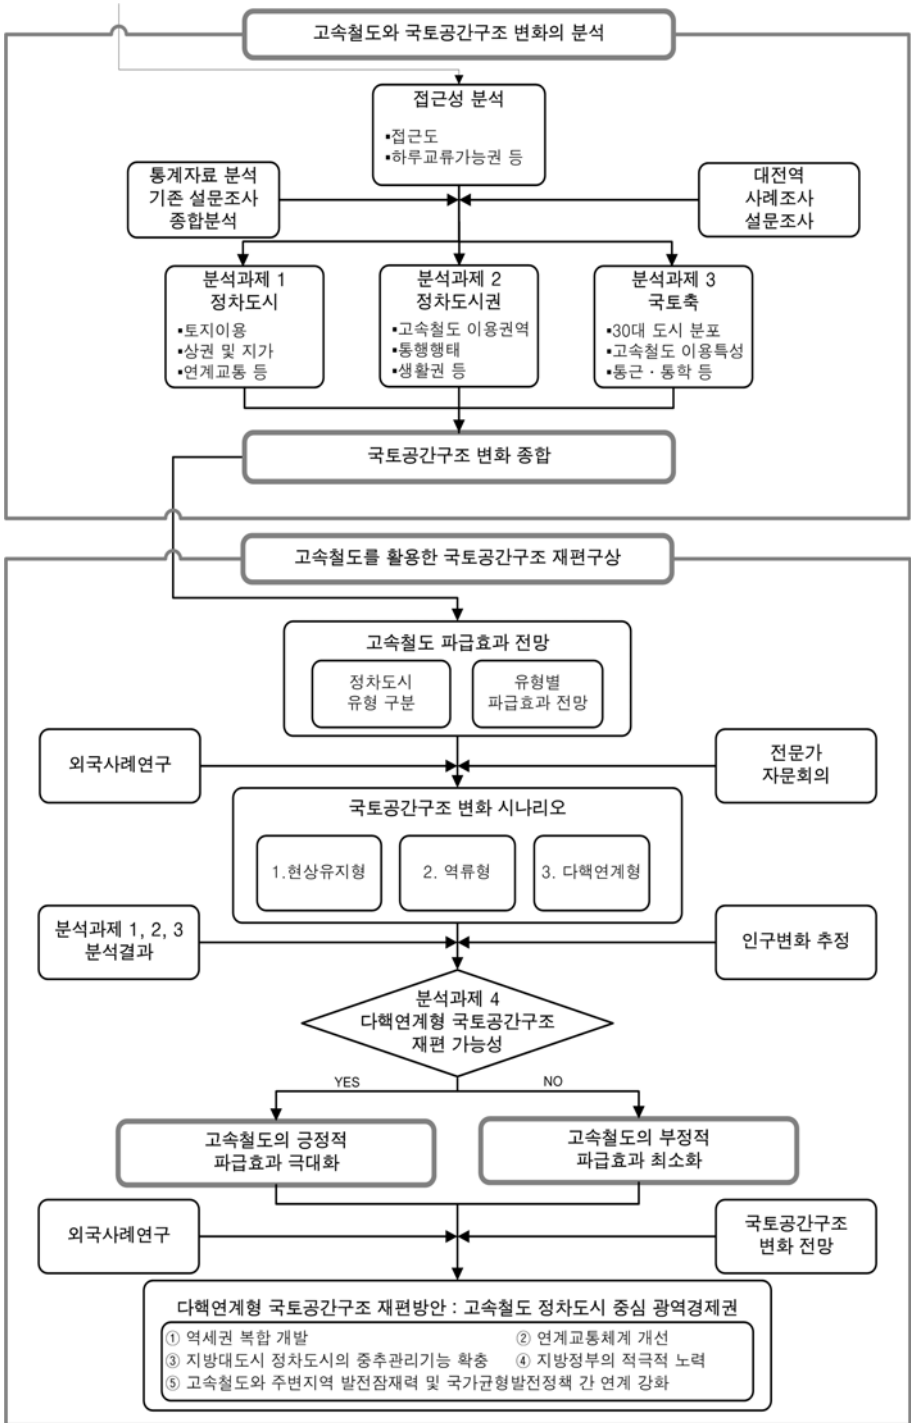 고속철도와 국토공간구조 변화의 분석
접근성 분석
▪접근도
▪하루교류가능권 등
통계자료 분석
기존 설문조사
종합분석
대전역
사례조사
설문조사
분석과제 1
정차도시
▪토지이용
▪상권 및 지가
▪연계교통 등
분석과제 2
정차도시권
▪고속철도 이용권역
▪통행행태
▪생활권 등
분석과제 3
국토축
▪30대 도시 분포
▪고속철도 이용특성
▪통근 · 통학 등
국토공간구조 변화 종합
고속철도를 활용한 국토공간구조 재편구상
고속철도 파급효과 전망
정차도시
유형 구분
유형별
파급효과 전망
외국사례연구
전문가
자문회의
국토공간구조 변화 시나리오
1.현상유지형
2. 역류형
3. 다핵연계형
분석과제 1, 2, 3
분석결과
인구변화 추정
분석과제 4
다핵연계형 국토공간구조
재편 가능성
YES
NO
고속철도의 긍정적
파급효과 극대화
고속철도의 부정적
파급효과 최소화
외국사례연구
국토공간구조
변화 전망
다핵연계형 국토공간구조 재편방안 : 고속철도 정차도시 중심 광역경제권
① 역세권 복합 개발 ② 연계교통체계 개선
③ 지방대도시 정차도시의 중추관리기능 확충 ④ 지방정부의 적극적 노력
⑤ 고속철도와 주변지역 발전잠재력 및 국가균형발전정책 간 연계 강화